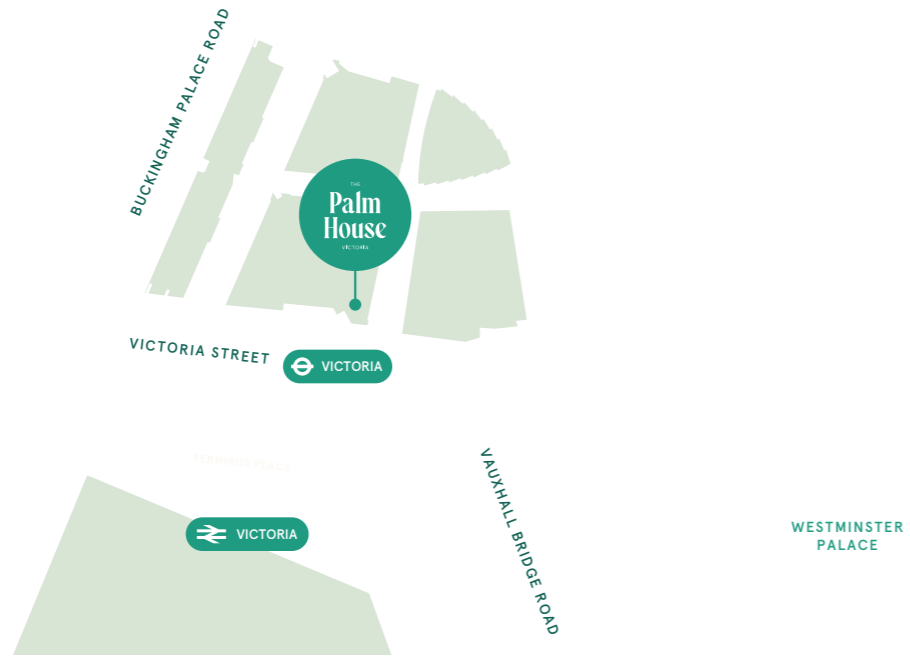 BUCKINGHAM PALACE ROAD
THE
Palm
House
VICTORIA
VICTORIA STREET
VICTORIA
TERMINUS PLACE
VAUXHALL BRIDGE ROAD
VICTORIA
WESTMINSTER
PALACE